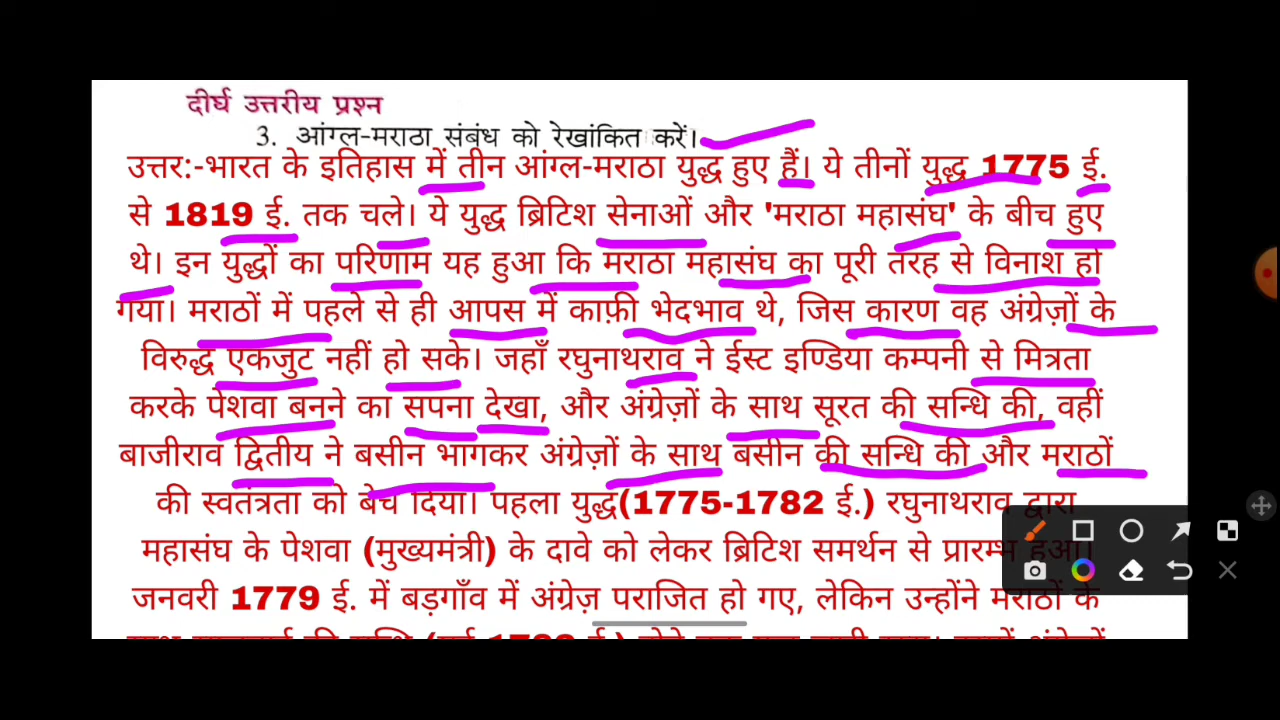 दीर्घ उत्तरीय प्रश्न
3. आंग्ल-मराठा संबंध को रेखांकित करें।
उत्तर:-भारत के इतिहास में तीन आंग्ल-मराठा युद्ध हुए हैं। ये तीनों युद्ध 1775 ई.
से 1819 ई. तक चले। ये युद्ध ब्रिटिश सेनाओं और 'मराठा महासंघ' के बीच हुए
थे। इन युद्धों का परिणाम यह हुआ कि मराठा महासंघ का पूरी तरह से विनाश हो
गया। मराठों में पहले से ही आपस में काफ़ी भेदभाव थे, जिस कारण वह अंग्रेज़ों के
विरुद्ध एकजुट नहीं हो सके। जहाँ रघुनाथराव ने ईस्ट इण्डिया कम्पनी से मित्रता
करके पेशवा बनने का सपना देखा, और अंग्रेज़ों के साथ सूरत की सन्धि की, वहीं
बाजीराव द्वितीय ने बसीन भागकर अंग्रेज़ों के साथ बसीन की सन्धि की और मराठों
की स्वतंत्रता को बेच दिया। पहला युद्ध(1775-1782 ई.) रघुनाथराव द्वारा
महासंघ के पेशवा (मुख्यमंत्री) के दावे को लेकर ब्रिटिश समर्थन से प्रारम्भ हुआ।
जनवरी 1779 ई. में बड़गाँव में अंग्रेज़ पराजित हो गए, लेकिन उन्होंने मराठों के